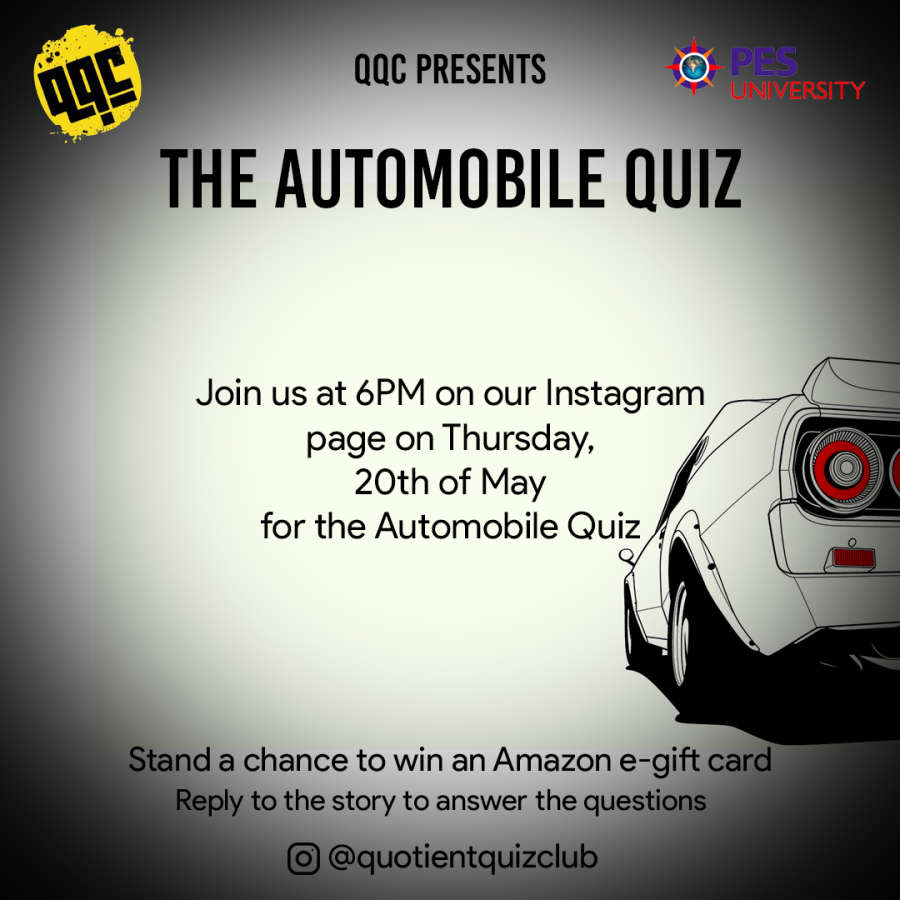 QQC
QQC PRESENTS
PES
UNIVERSITY
THE AUTOMOBILE QUIZ
Join us at 6PM on our Instagram
page on Thursday,
20th of May
for the Automobile Quiz
Stand a chance to win an Amazon e-gift card
Reply to the story to answer the questions
@quotientquizclub